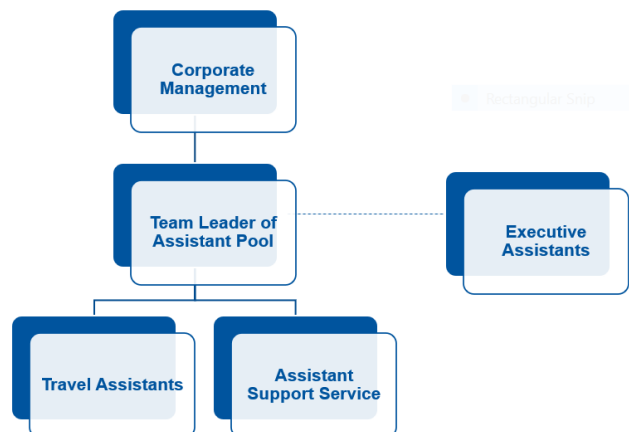 Corporate
Management
Rectangular Snip
Team Leader of
Assistant Pool
Executive
Assistants
Travel Assistants
Assistant
Support Service